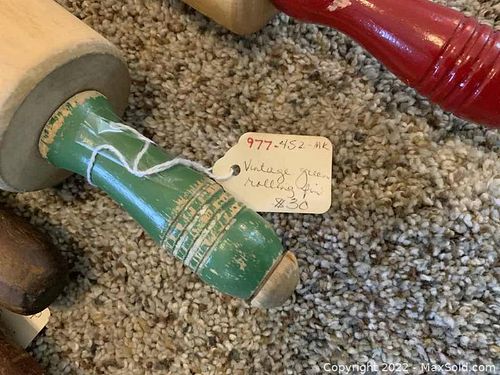 977-452-MK
Vintage green
rolling pin
$30
Copyright 2022 - MaxSold.com